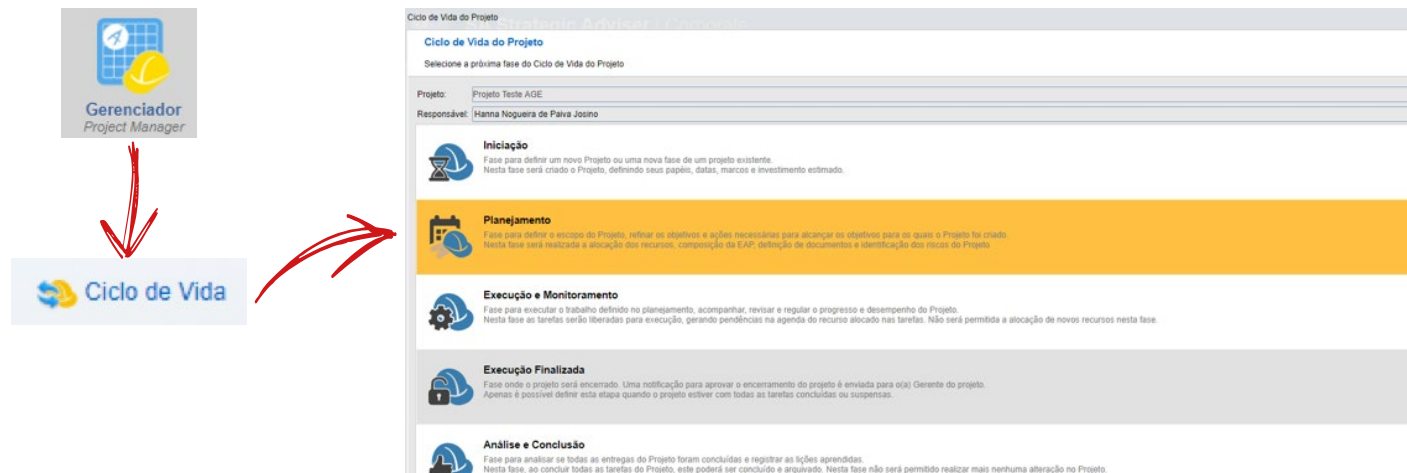 Gerenciador
Project Manager
Ciclo de Vida
Ciclo de Vida do Projeto
Strategic Adviser | Corporate
Ciclo de Vida do Projeto
Selecione a próxima fase do Ciclo de Vida do Projeto
Projeto: Projeto Teste AGE
Responsável: Hanna Nogueira de Paiva Josino
Iniciação
Fase para definir um novo Projeto ou uma nova fase de um projeto existente.
Nesta fase será criado o Projeto, definindo seus papéis, datas, marcos e investimento estimado.
Planejamento
Fase para definir o escopo do Projeto, refinar os objetivos e ações necessárias para alcançar os objetivos para os quais o Projeto foi criado.
Nesta fase será realizada a alocação dos recursos, composição da EAP, definição de documentos e identificação dos riscos do Projeto
Execução e Monitoramento
Fase para executar o trabalho definido no planejamento, acompanhar, revisar e regular o progresso e desempenho do Projeto.
Nesta fase as tarefas serão liberadas para execução, gerando pendências na agenda do recurso alocado nas tarefas. Não será permitida a alocação de novos recursos nesta fase.
Execução Finalizada
Fase onde o projeto será encerrado. Uma notificação para aprovar o encerramento do projeto é enviada para o(a) Gerente do projeto.
Apenas é possível definir esta etapa quando o projeto estiver com todas as tarefas concluídas ou suspensas.
Análise e Conclusão
Fase para analisar se todas as entregas do Projeto foram concluídas e registrar as lições aprendidas.
Nesta fase, ao concluir todas as tarefas do Projeto, este poderá ser concluído e arquivado. Nesta fase não será permitido realizar mais nenhuma alteração no Projeto.